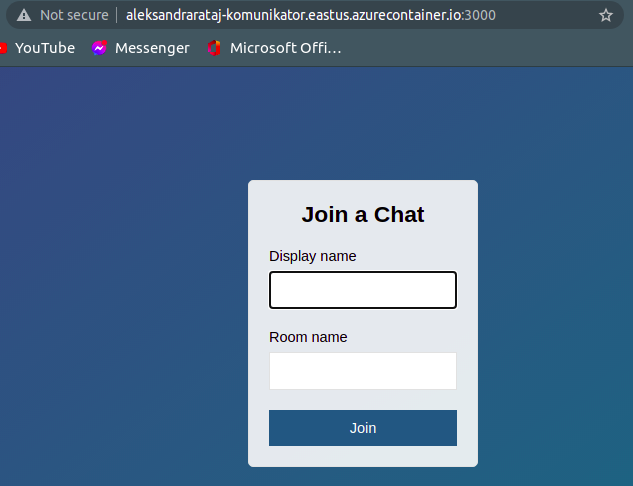 Not secure aleksandrarataj-komunikator.eastus.azurecontainer.io:3000
YouTube Messenger Microsoft Offi...
Join a Chat
Display name
Room name
Join